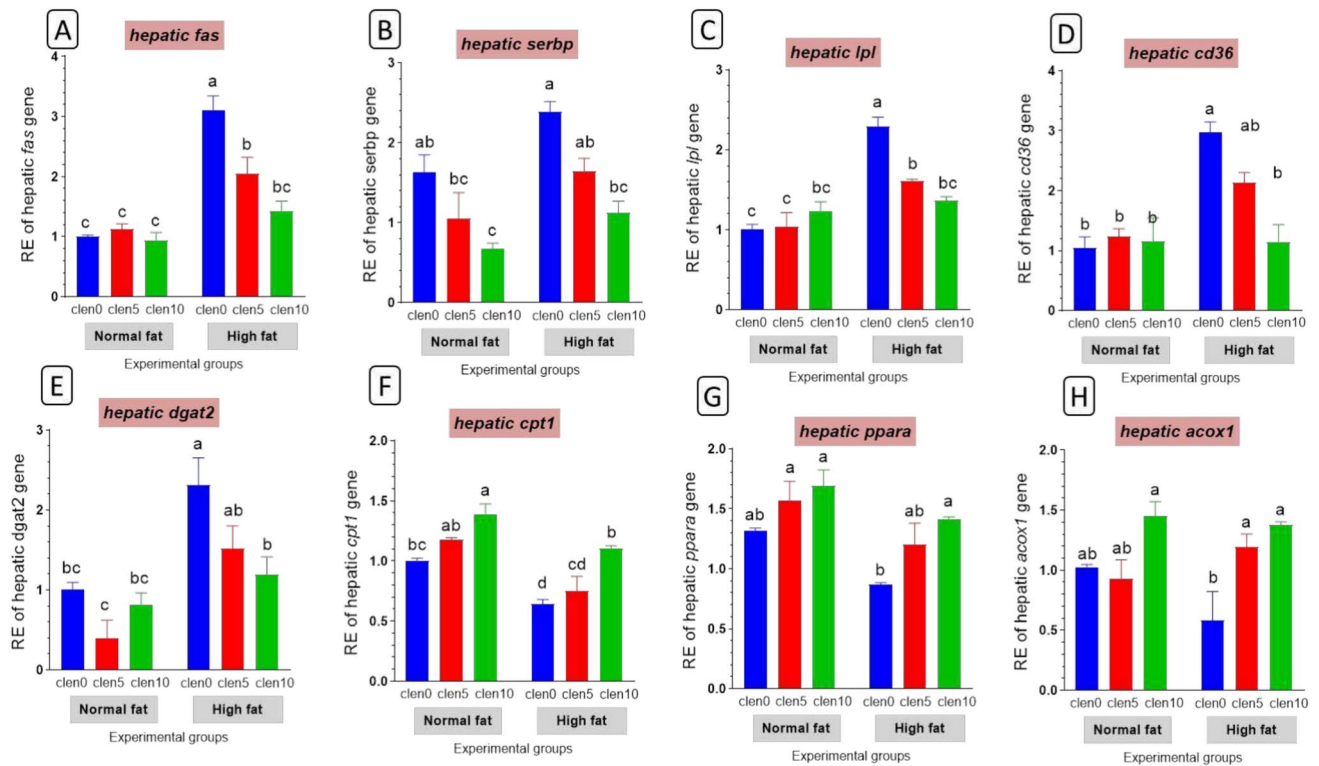 A
hepatic fas
RE of hepatic fas gene
4
3
2
1
0
c
c
c
a
b
bc
clen0 clen5 clen10 clen0 clen5 clen10
Normal fat High fat
Experimental groups
B
hepatic serbp
RE of hepatic serbp gene
3
2
1
0
ab
bc
c
a
ab
bc
clen0 clen5 clen10 clen0 clen5 clen10
Normal fat High fat
Experimental groups
C
hepatic lpl
RE of hepatic lpl gene
3
2
1
0
c
c
bc
a
b
bc
clen0 clen5 clen10 clen0 clen5 clen10
Normal fat High fat
Experimental groups
D
hepatic cd36
RE of hepatic cd36 gene
4
3
2
1
0
b
b
b
a
ab
b
clen0 clen5 clen10 clen0 clen5 clen10
Normal fat High fat
Experimental groups
E
hepatic dgat2
RE of hepatic dgat2 gene
3
2
1
0
bc
c
bc
a
ab
b
clen0 clen5 clen10 clen0 clen5 clen10
Normal fat High fat
Experimental groups
F
hepatic cpt1
RE of hepatic cpt1 gene
2.0
1.5
1.0
0.5
0.0
bc
ab
a
d
cd
b
clen0 clen5 clen10 clen0 clen5 clen10
Normal fat High fat
Experimental groups
G
hepatic ppara
RE of hepatic ppara gene
2.0
1.5
1.0
0.5
0.0
ab
a
a
b
ab
a
clen0 clen5 clen10 clen0 clen5 clen10
Normal fat High fat
Experimental groups
H
hepatic acox1
RE of hepatic acox1 gene
2.0
1.5
1.0
0.5
0.0
ab
ab
a
b
a
a
clen0 clen5 clen10 clen0 clen5 clen10
Normal fat High fat
Experimental groups